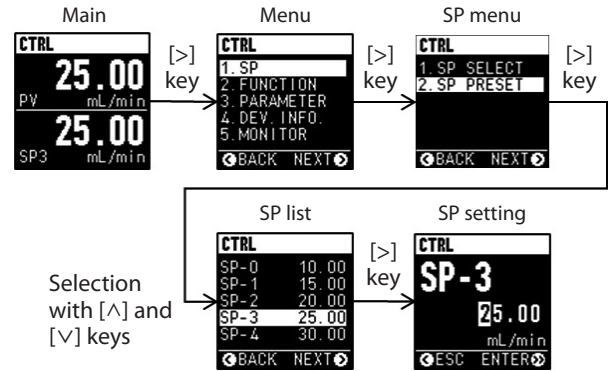 Main
CTRL
25.00
PV mL/min
25.00
SP3 mL/min
[>]
key
Menu
CTRL
1.SP
2.FUNCTION
3.PARAMETER
4.DEV.INFO.
5.MONITOR
BACK NEXT
[>]
key
SP menu
CTRL
1.SP SELECT
2.SP PRESET
BACK NEXT
[>]
key
SP list
CTRL
SP-0 10.00
SP-1 15.00
SP-2 20.00
SP-3 25.00
SP-4 30.00
BACK NEXT
Selection
with [∧] and
[∨] keys
[>]
key
SP setting
CTRL
SP-3
25.00
mL/min
ESC ENTER